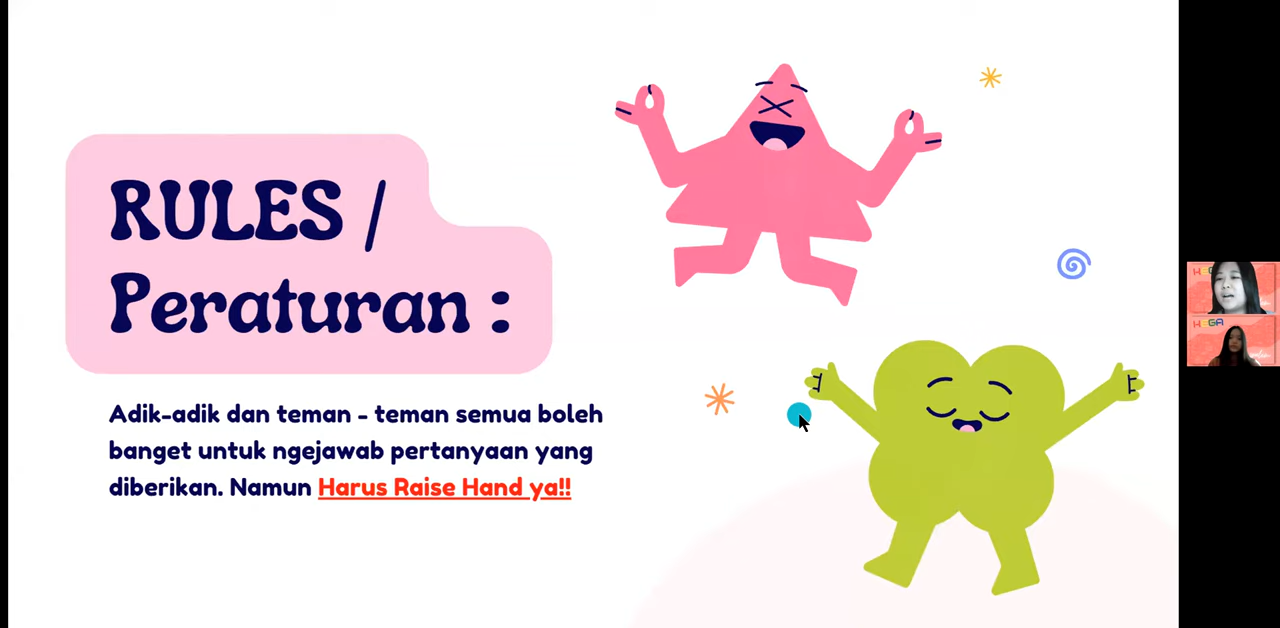 RULES /
Peraturan :
Adik-adik dan teman - teman semua boleh
banget untuk ngejawab pertanyaan yang
diberikan. Namun Harus Raise Hand ya!!